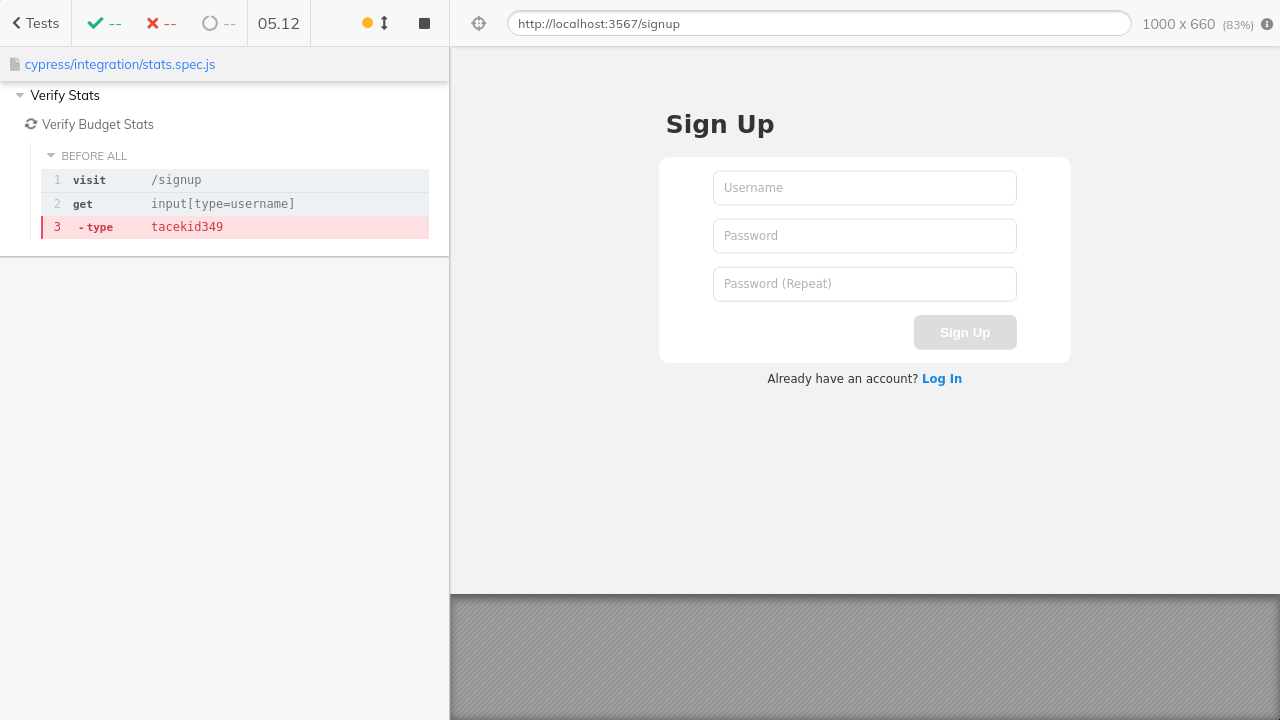 Tests
--
--
--
05.12
http://localhost:3567/signup
1000 x 660 (83%)
cypress/integration/stats.spec.js
Verify Stats
Verify Budget Stats
BEFORE ALL
1 visit /signup
2 get input[type=username]
3 -type tacekid349
Sign Up
Username
Password
Password (Repeat)
Sign Up
Already have an account? Log In